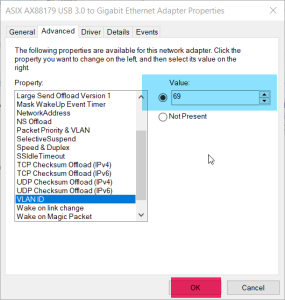 ASIX AX88179 USB 3.0 to Gigabit Ethernet Adapter Properties
General Advanced Driver Details Events
The following properties are available for this network adapter. Click the
property you want to change on the left, and then select its value on the
right.
Property:
Value:
Large Send Offload Version 1
Mask WakeUp Event Timer
NetworkAddress
NS Offload
Packet Priority & VLAN
SelectiveSuspend
Speed & Duplex
SSIdleTimeout
TCP Checksum Offload (IPv4)
TCP Checksum Offload (IPv6)
UDP Checksum Offload (IPv4)
UDP Checksum Offload (IPv6)
VLAN ID
Wake on link change
Wake on Magic Packet
69
Not Present
OK
Cancel